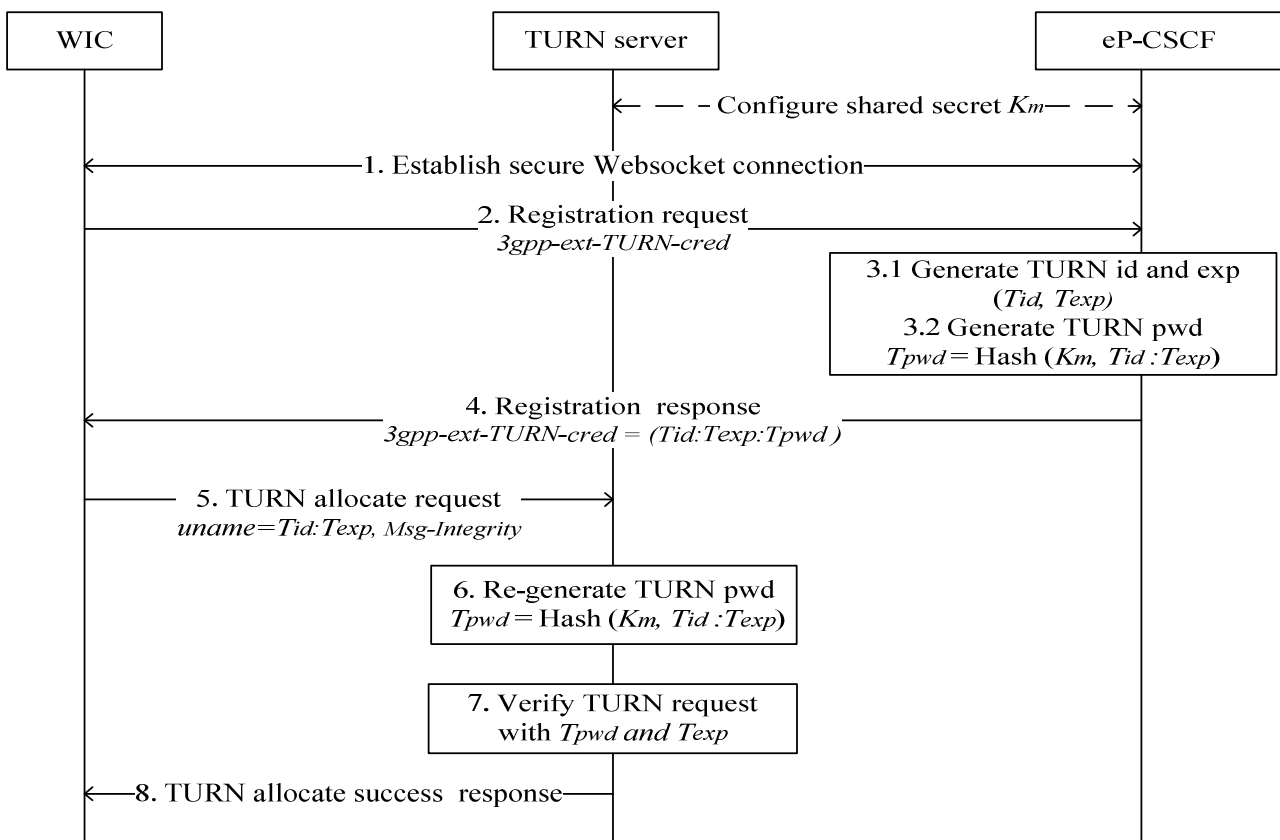 WIC
TURN server
eP-CSCF
Configure shared secret Km
1. Establish secure Websocket connection
2. Registration request
3gpp-ext-TURN-cred
3.1 Generate TURN id and exp
(Tid, Texp)
3.2 Generate TURN pwd
Tpwd = Hash (Km, Tid :Texp)
4. Registration response
3gpp-ext-TURN-cred = (Tid:Texp:Tpwd )
5. TURN allocate request
uname=Tid:Texp, Msg-Integrity
6. Re-generate TURN pwd
Tpwd = Hash (Km, Tid :Texp)
7. Verify TURN request
with Tpwd and Texp
8. TURN allocate success response